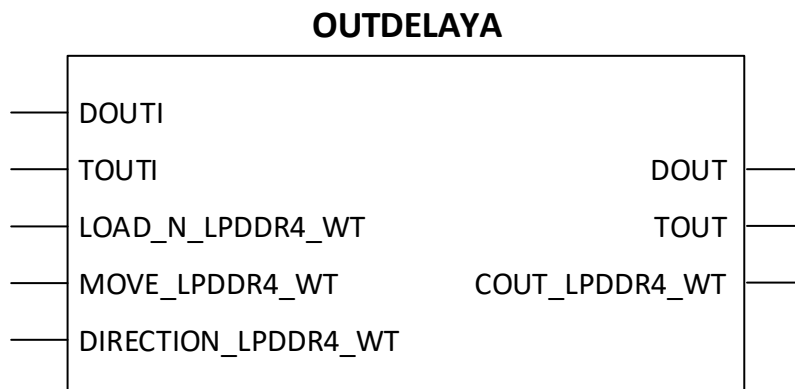 OUTDELAYA
DOUTI
TOUTI
DOUT
LOAD_N_LPDDR4_WT
TOUT
MOVE_LPDDR4_WT
COUT_LPDDR4_WT
DIRECTION_LPDDR4_WT